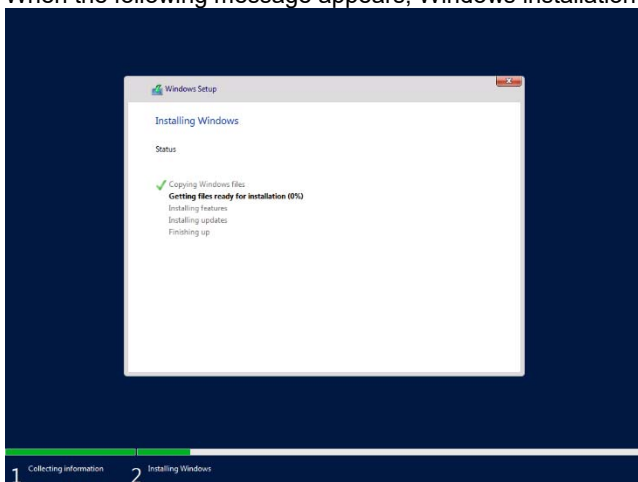 When the following message appears, Windows installation
Windows Setup
Installing Windows
Status
Copying Windows files
Getting files ready for installation (0%)
Installing features
Installing updates
Finishing up
1 Collecting information 2 Installing Windows